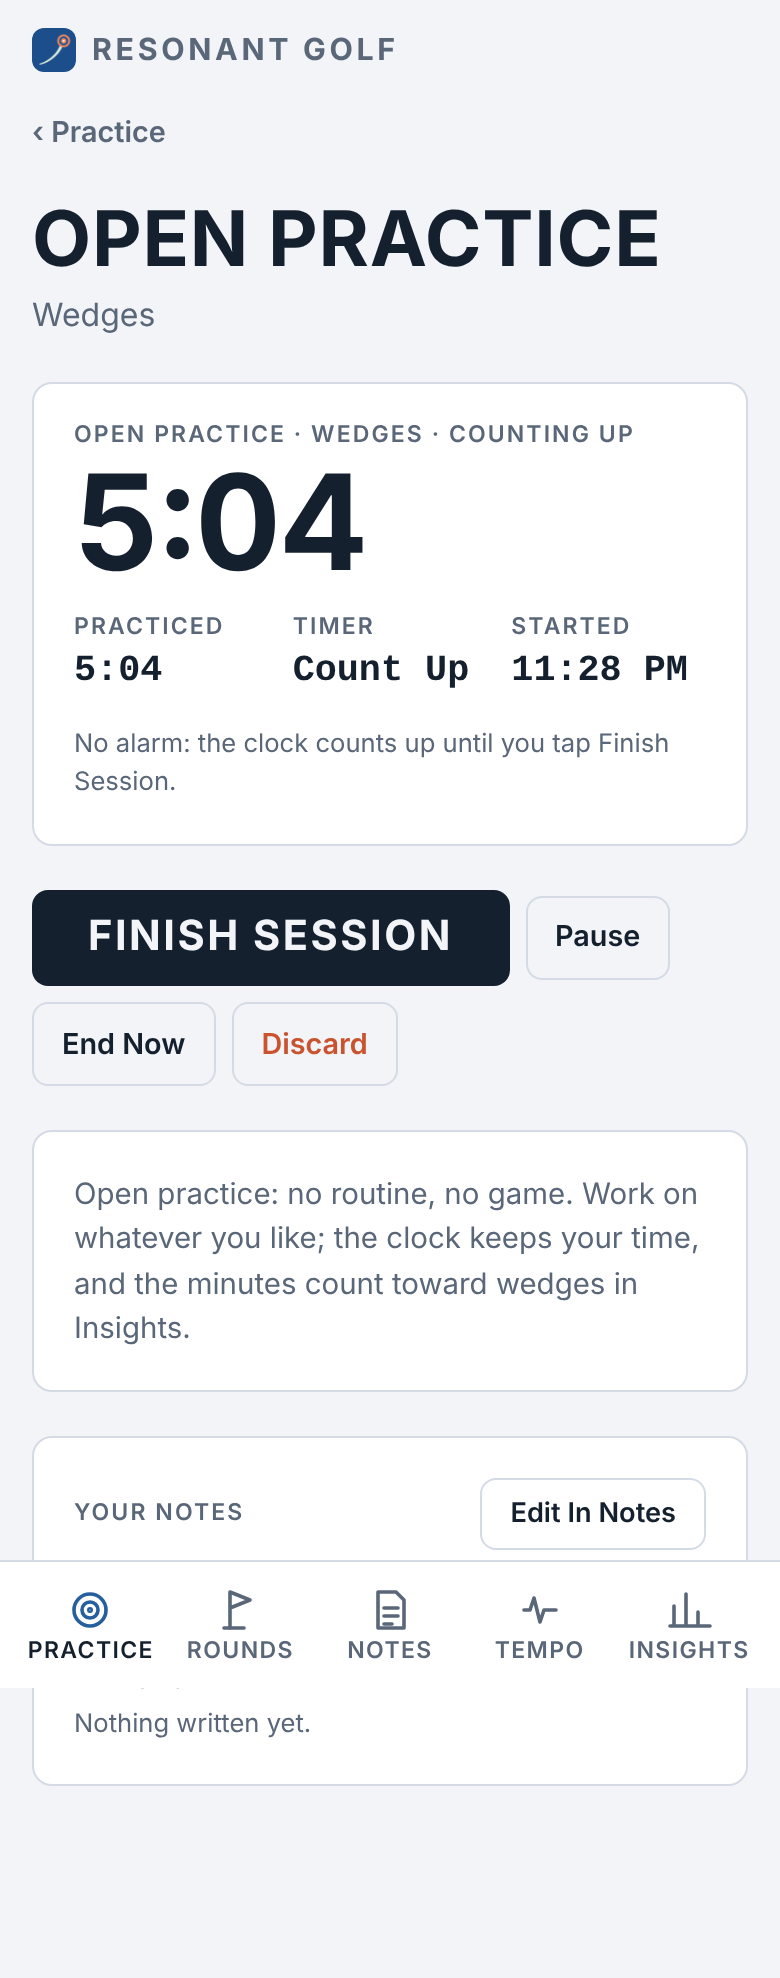 RESONANT GOLF
‹ Practice
OPEN PRACTICE
Wedges
OPEN PRACTICE · WEDGES · COUNTING UP
5:04
PRACTICED TIMER STARTED
5:04 Count Up 11:28 PM
No alarm: the clock counts up until you tap Finish
Session.
FINISH SESSION Pause
End Now Discard
Open practice: no routine, no game. Work on
whatever you like; the clock keeps your time,
and the minutes count toward wedges in
Insights.
YOUR NOTES Edit In Notes
PRACTICE ROUNDS NOTES TEMPO INSIGHTS
Nothing written yet.